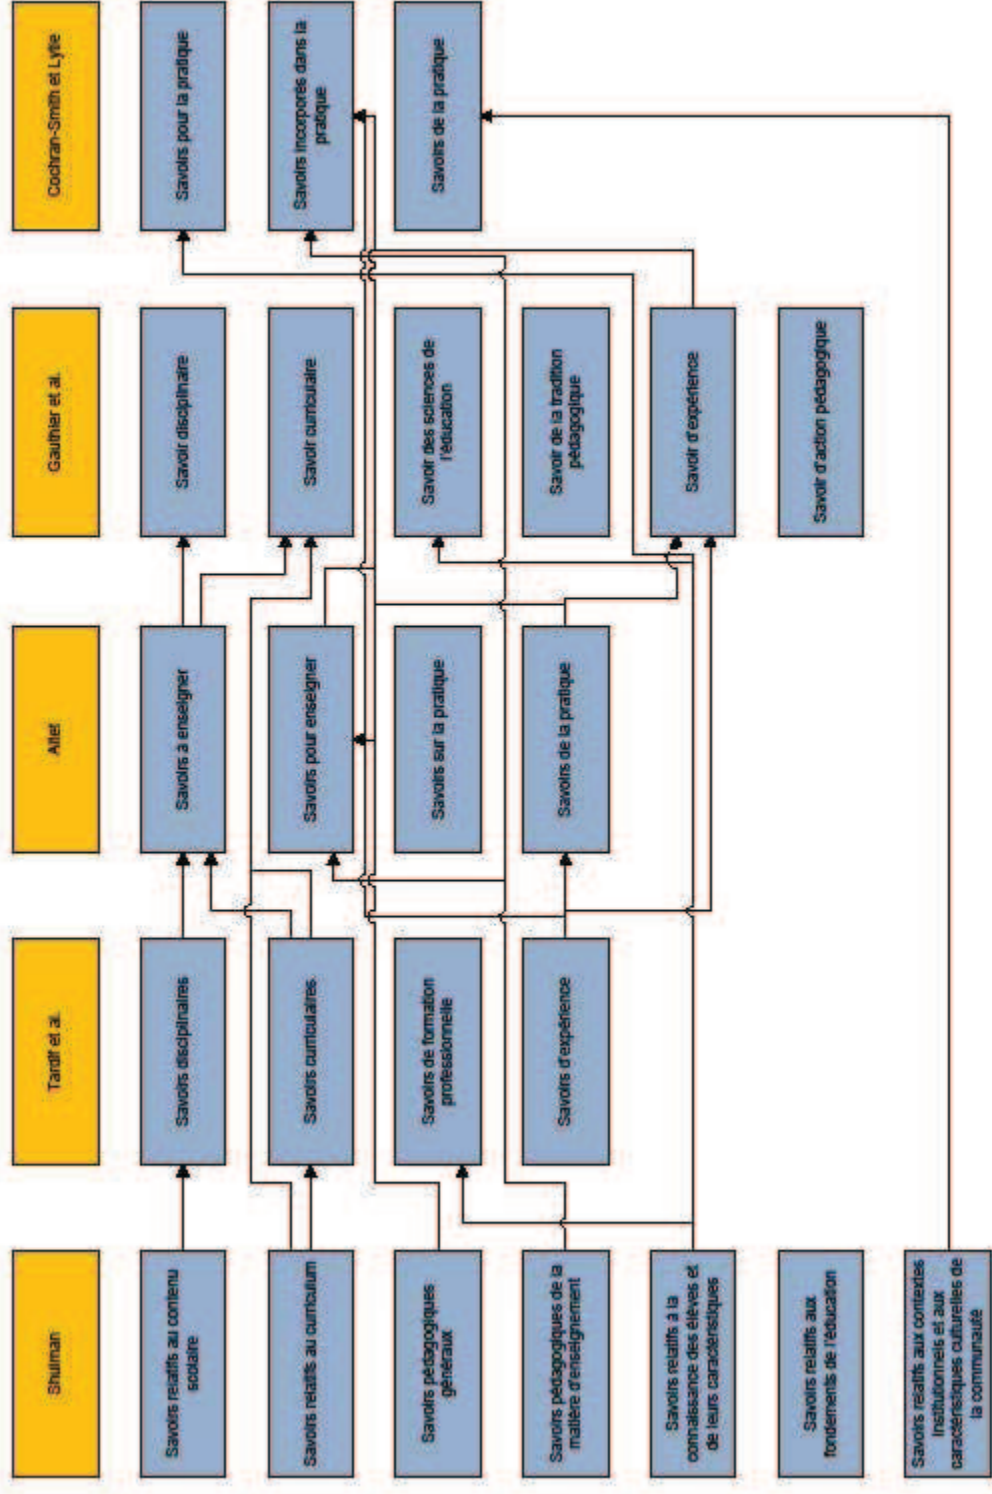 Shulman
Savoirs relatifs au contenu
scolaire
Savoirs relatifs au curriculum
Savoirs pédagogiques
généraux
Savoirs pédagogiques de la
matière d'enseignement
Savoirs relatifs à la
connaissance des élèves et
de leurs caractéristiques
Savoirs relatifs aux
fondements de l'éducation
Savoirs relatifs aux contextes
institutionnels et aux
caractéristiques culturelles de
la communauté
Tardif et al.
Savoirs disciplinaires
Savoirs curriculaires
Savoirs de formation
professionnelle
Savoirs d'expérience
Altet
Savoirs à enseigner
Savoirs pour enseigner
Savoirs sur la pratique
Savoirs de la pratique
Gauthier et al.
Savoir disciplinaire
Savoir curriculaire
Savoir des sciences de
l'éducation
Savoir de la tradition
pédagogique
Savoir d'expérience
Savoir d'action pédagogique
Cochran-Smith et Lytle
Savoirs pour la pratique
Savoirs incorporés dans la
pratique
Savoirs de la pratique